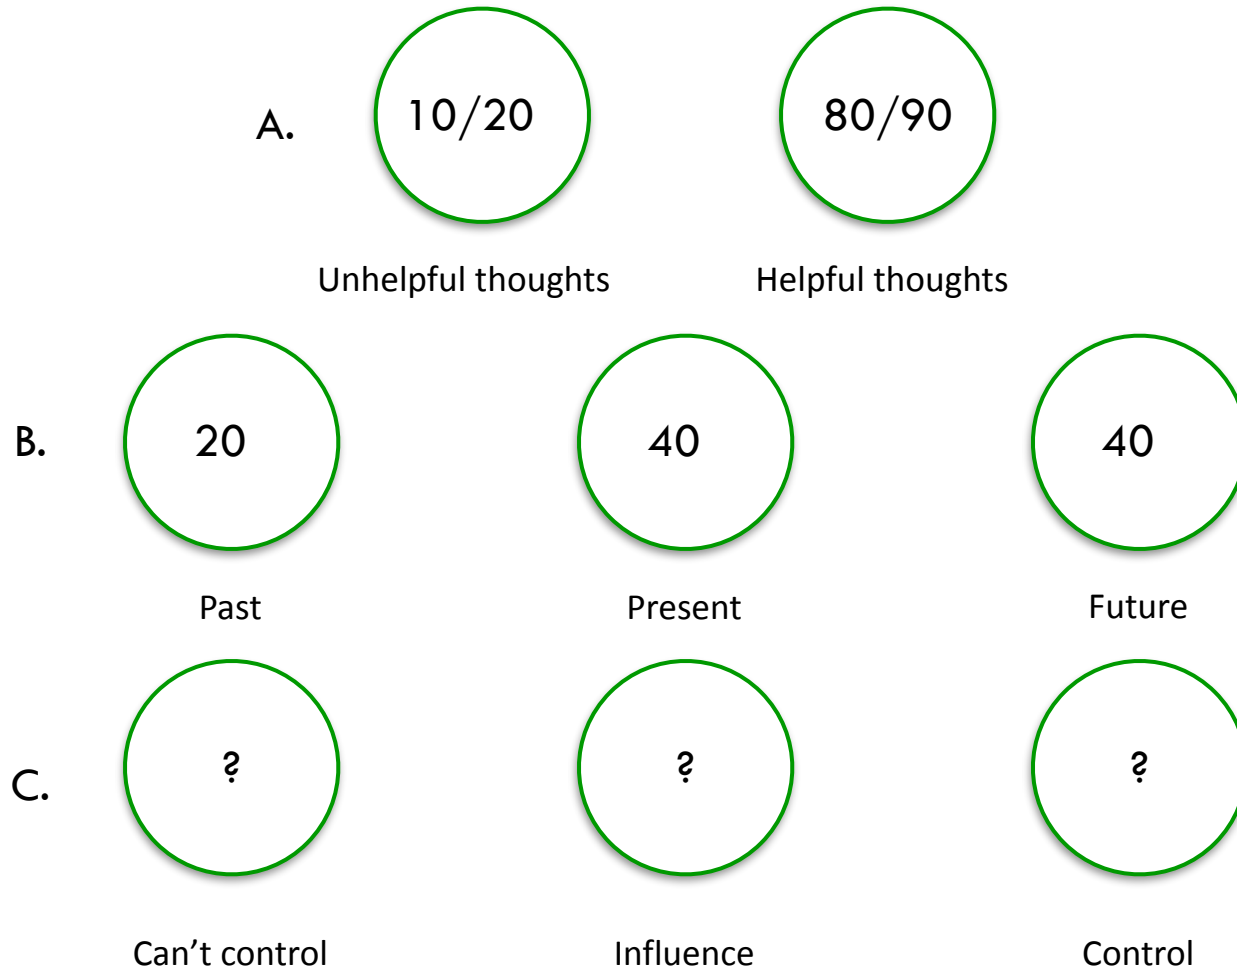 A. 10/20 80/90
Unhelpful thoughts Helpful thoughts
B. 20 40 40
Past Present Future
C. ? ? ?
Can’t control Influence Control